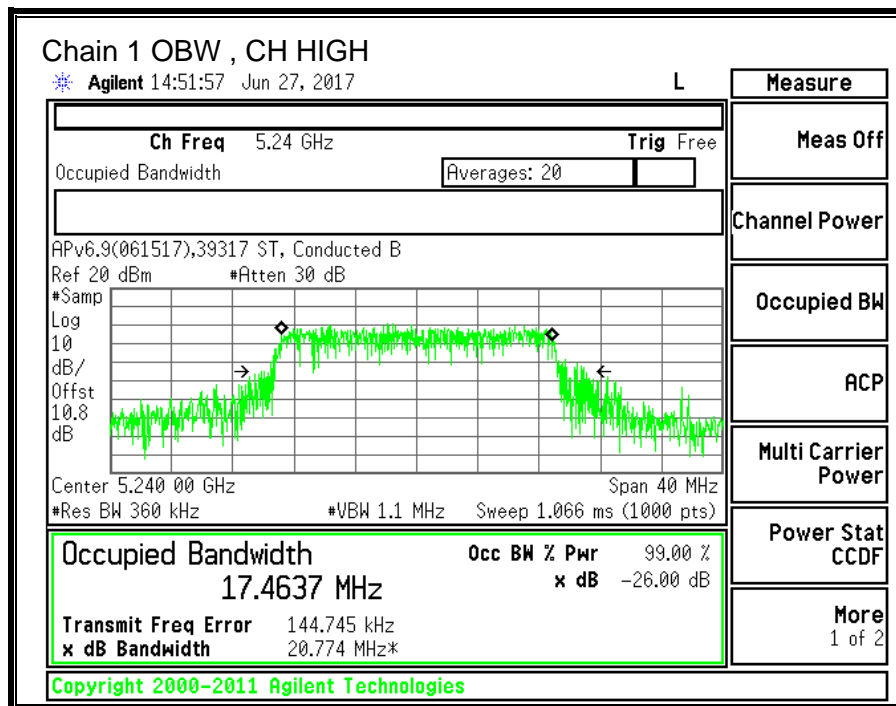 Chain 1 OBW , CH HIGH
Agilent 14:51:57 Jun 27, 2017 L
Measure
Ch Freq 5.24 GHz Trig Free
Occupied Bandwidth Averages: 20
Meas Off
Channel Power
Occupied BW
ACP
Multi Carrier
Power
Power Stat
CCDF
More
1 of 2
APv6.9(061517),39317 ST, Conducted B
Ref 20 dBm #Atten 30 dB
#Samp
Log
10
dB/
Offst
10.8
dB
Center 5.240 00 GHz Span 40 MHz
#Res BW 360 kHz #VBW 1.1 MHz Sweep 1.066 ms (1000 pts)
Occupied Bandwidth
17.4637 MHz
Occ BW % Pwr 99.00 %
x dB -26.00 dB
Transmit Freq Error 144.745 kHz
x dB Bandwidth 20.774 MHz*
Copyright 2000-2011 Agilent Technologies